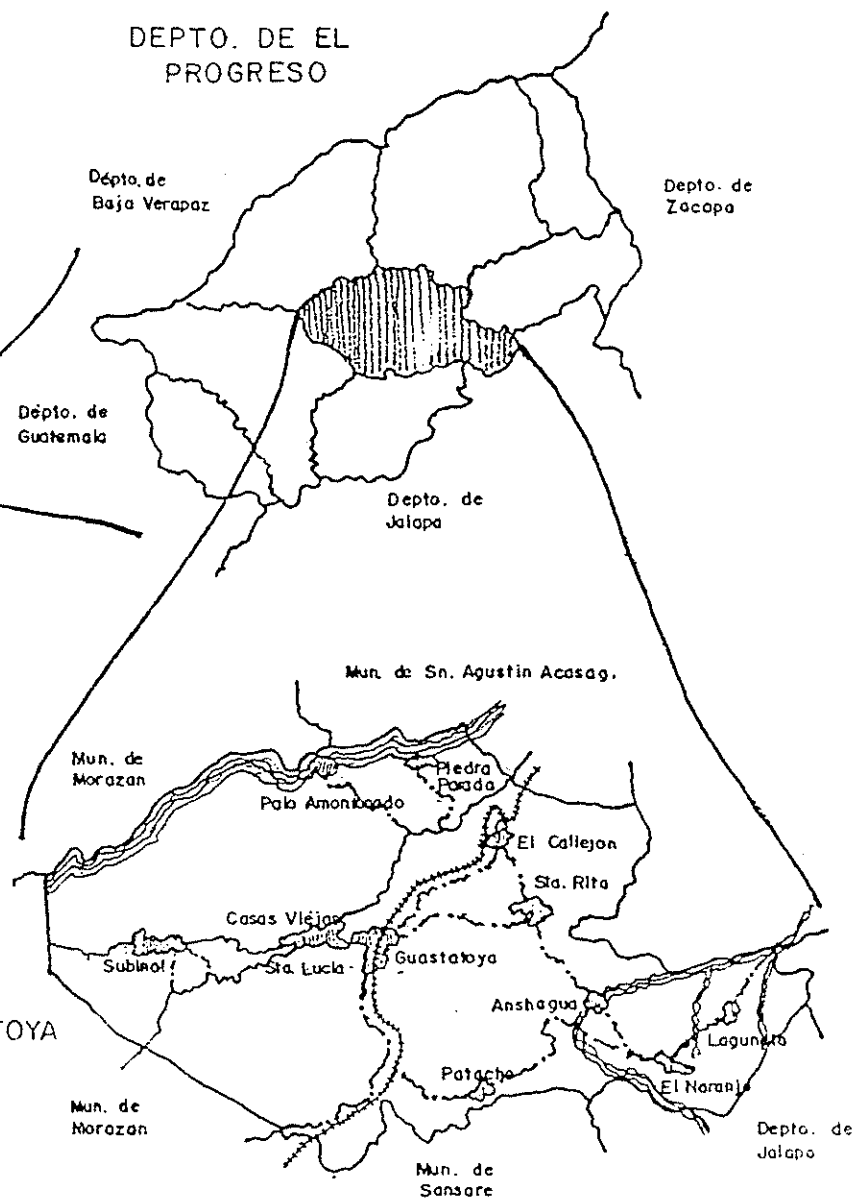 DEPTO. DE EL
PROGRESO
Dépto. de
Baja Verapaz
Depto. de
Zacapa
Dépto. de
Guatemala
Depto. de
Jalapa
Mun. de Sn. Agustin Acasag.
Mun. de
Morazan
Piedra
Parada
Palo Amontonado
El Callejon
Sta. Rita
Casas Viejas
Subinal
Sta. Lucia
Guastatoya
Anshagua
TOYA
Laguneta
Patacho
El Naranjo
Mun. de
Morazan
Depto. de
Jalapa
Mun. de
Sansare